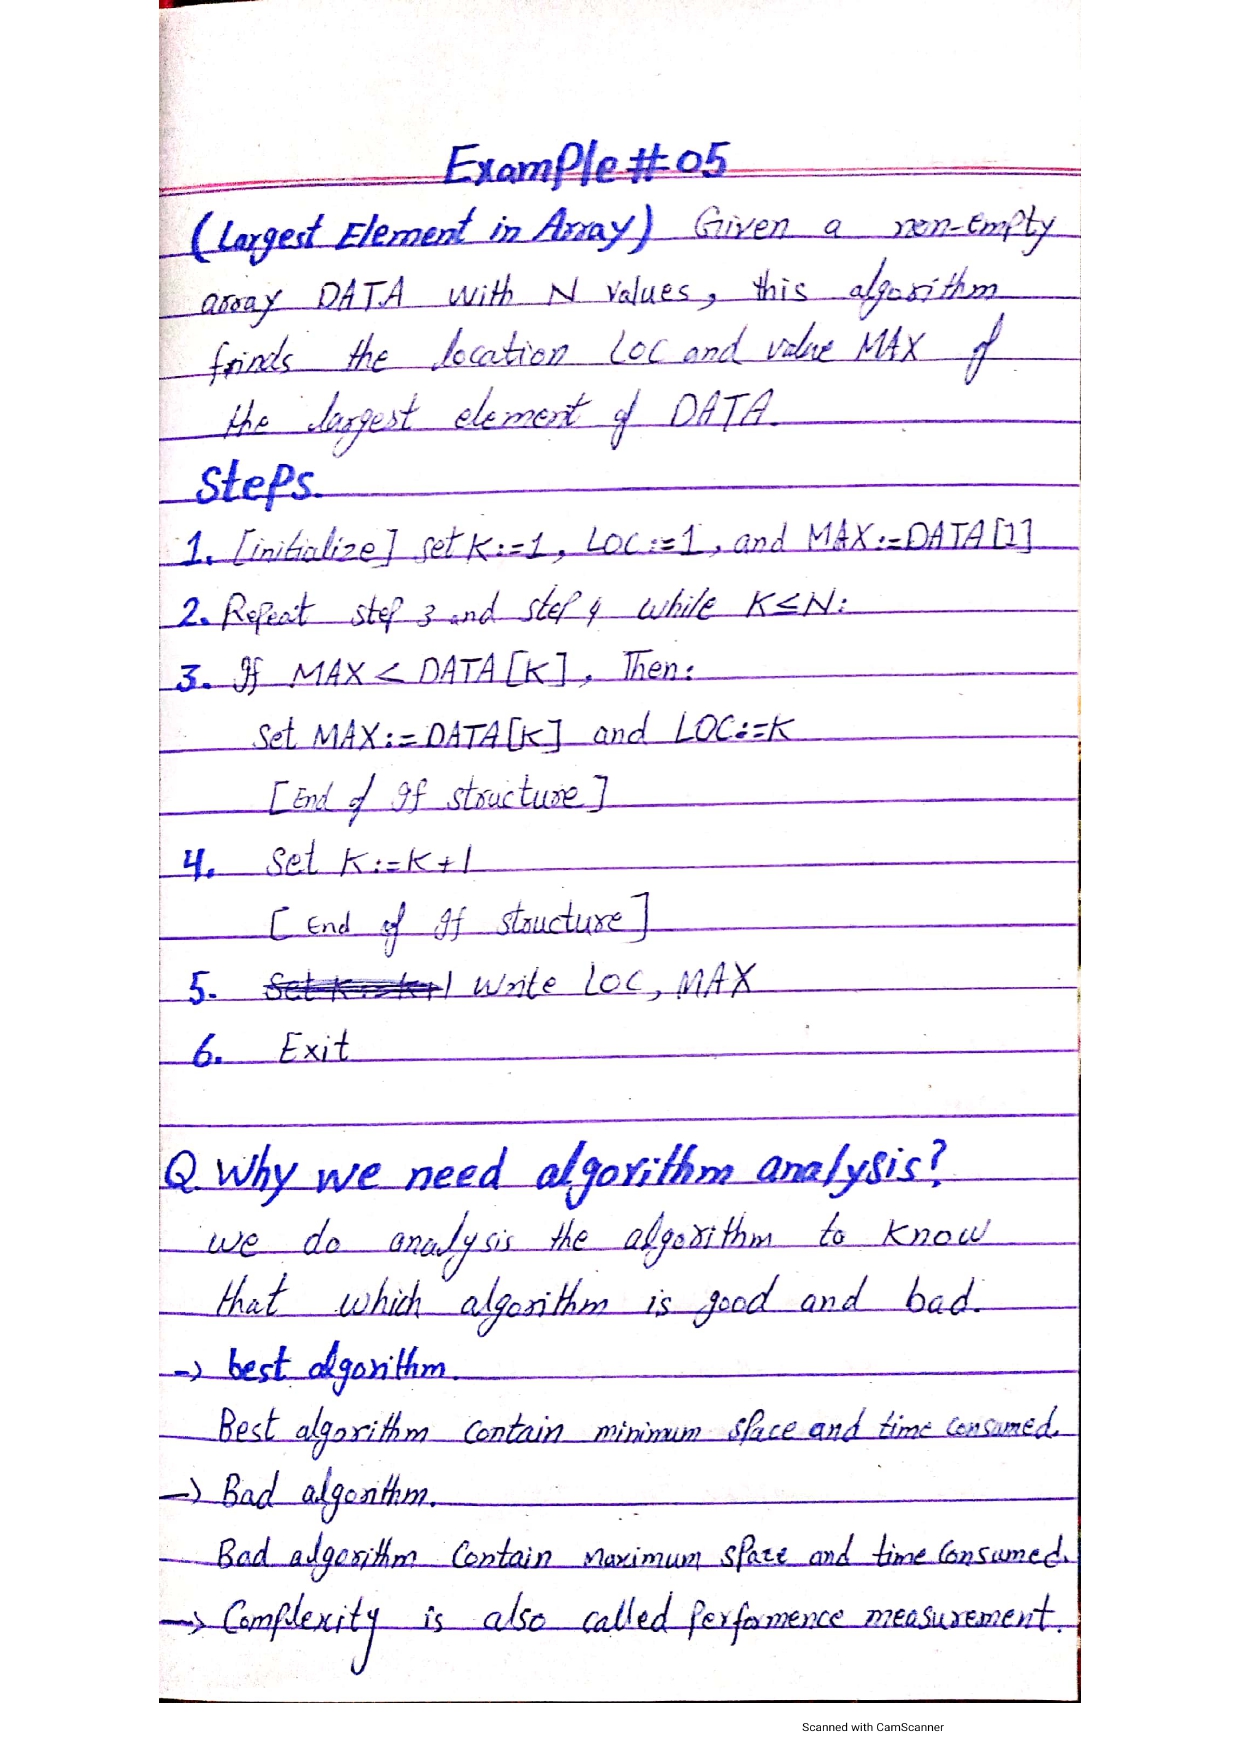 Example # 05
(Largest Element in Array) Given a non-empty
array DATA with N values, this algorithm
finds the location LOC and value MAX of
the largest element of DATA.
Steps.
1. [initialize] set K:=1, LOC:=1, and MAX:=DATA[1]
2. Repeat step 3 and step 4 while K≤N:
3. If MAX < DATA[K], Then:
Set MAX:=DATA[K] and LOC:=K
[End of If structure]
4. Set K:=K+1
[End of If structure]
5. Write LOC, MAX
6. Exit
Q. Why we need algorithm analysis?
we do analysis the algorithm to know
that which algorithm is good and bad.
-> best algorithm.
Best algorithm contain minimum space and time consumed.
-> Bad algorithm.
Bad algorithm Contain maximum space and time Consumed.
-> Complexity is also called performence measurement.
Scanned with CamScanner